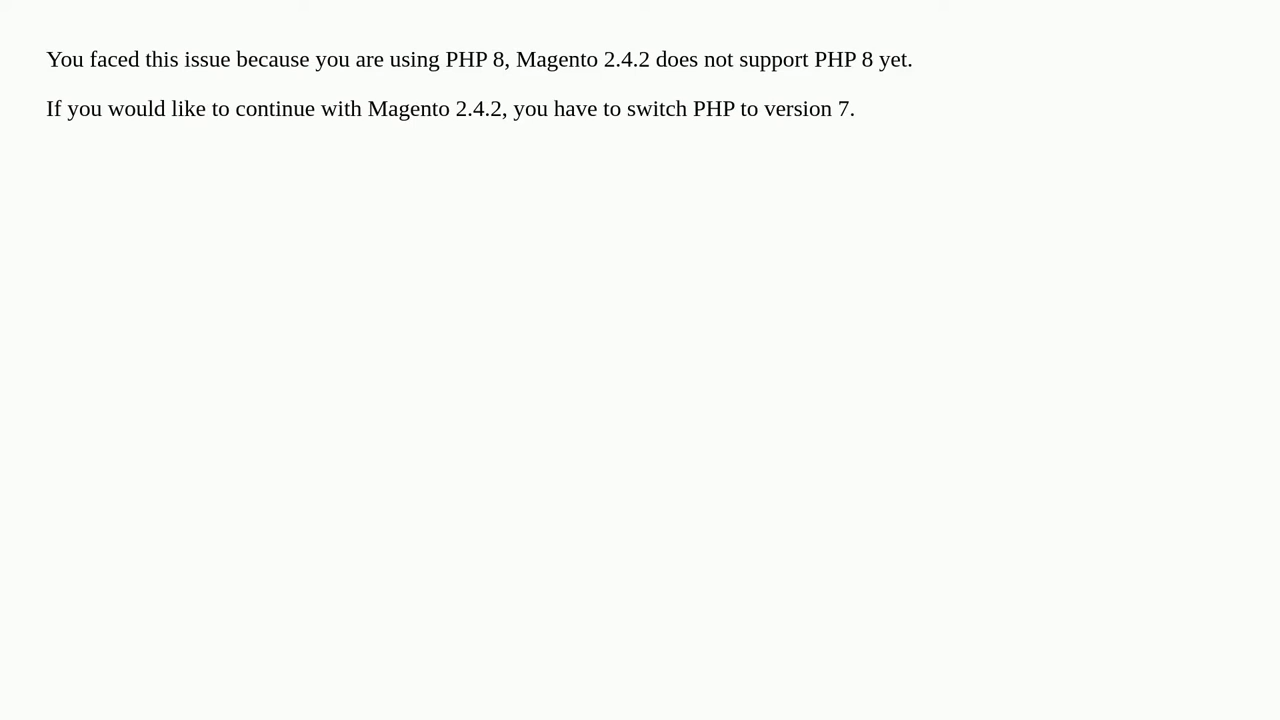 You faced this issue because you are using PHP 8, Magento 2.4.2 does not support PHP 8 yet.
If you would like to continue with Magento 2.4.2, you have to switch PHP to version 7.